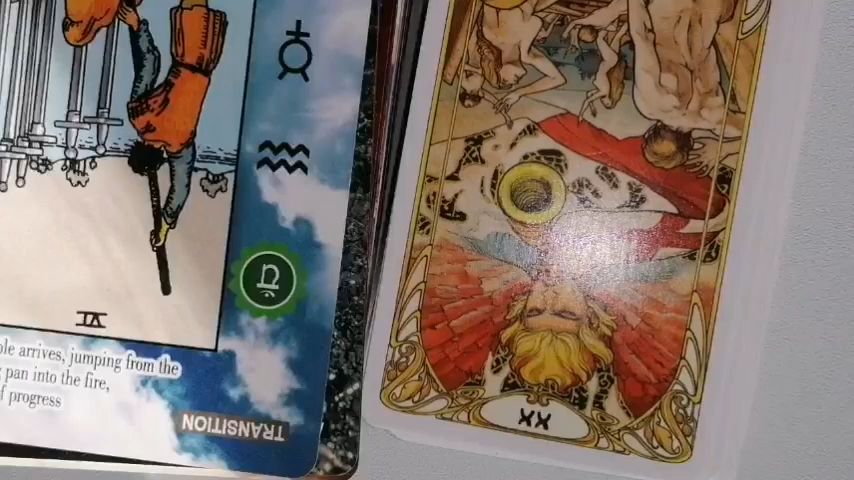 VI
ole arrives, jumping from the
pan into the fire,
f progress
TRANSITION
XX